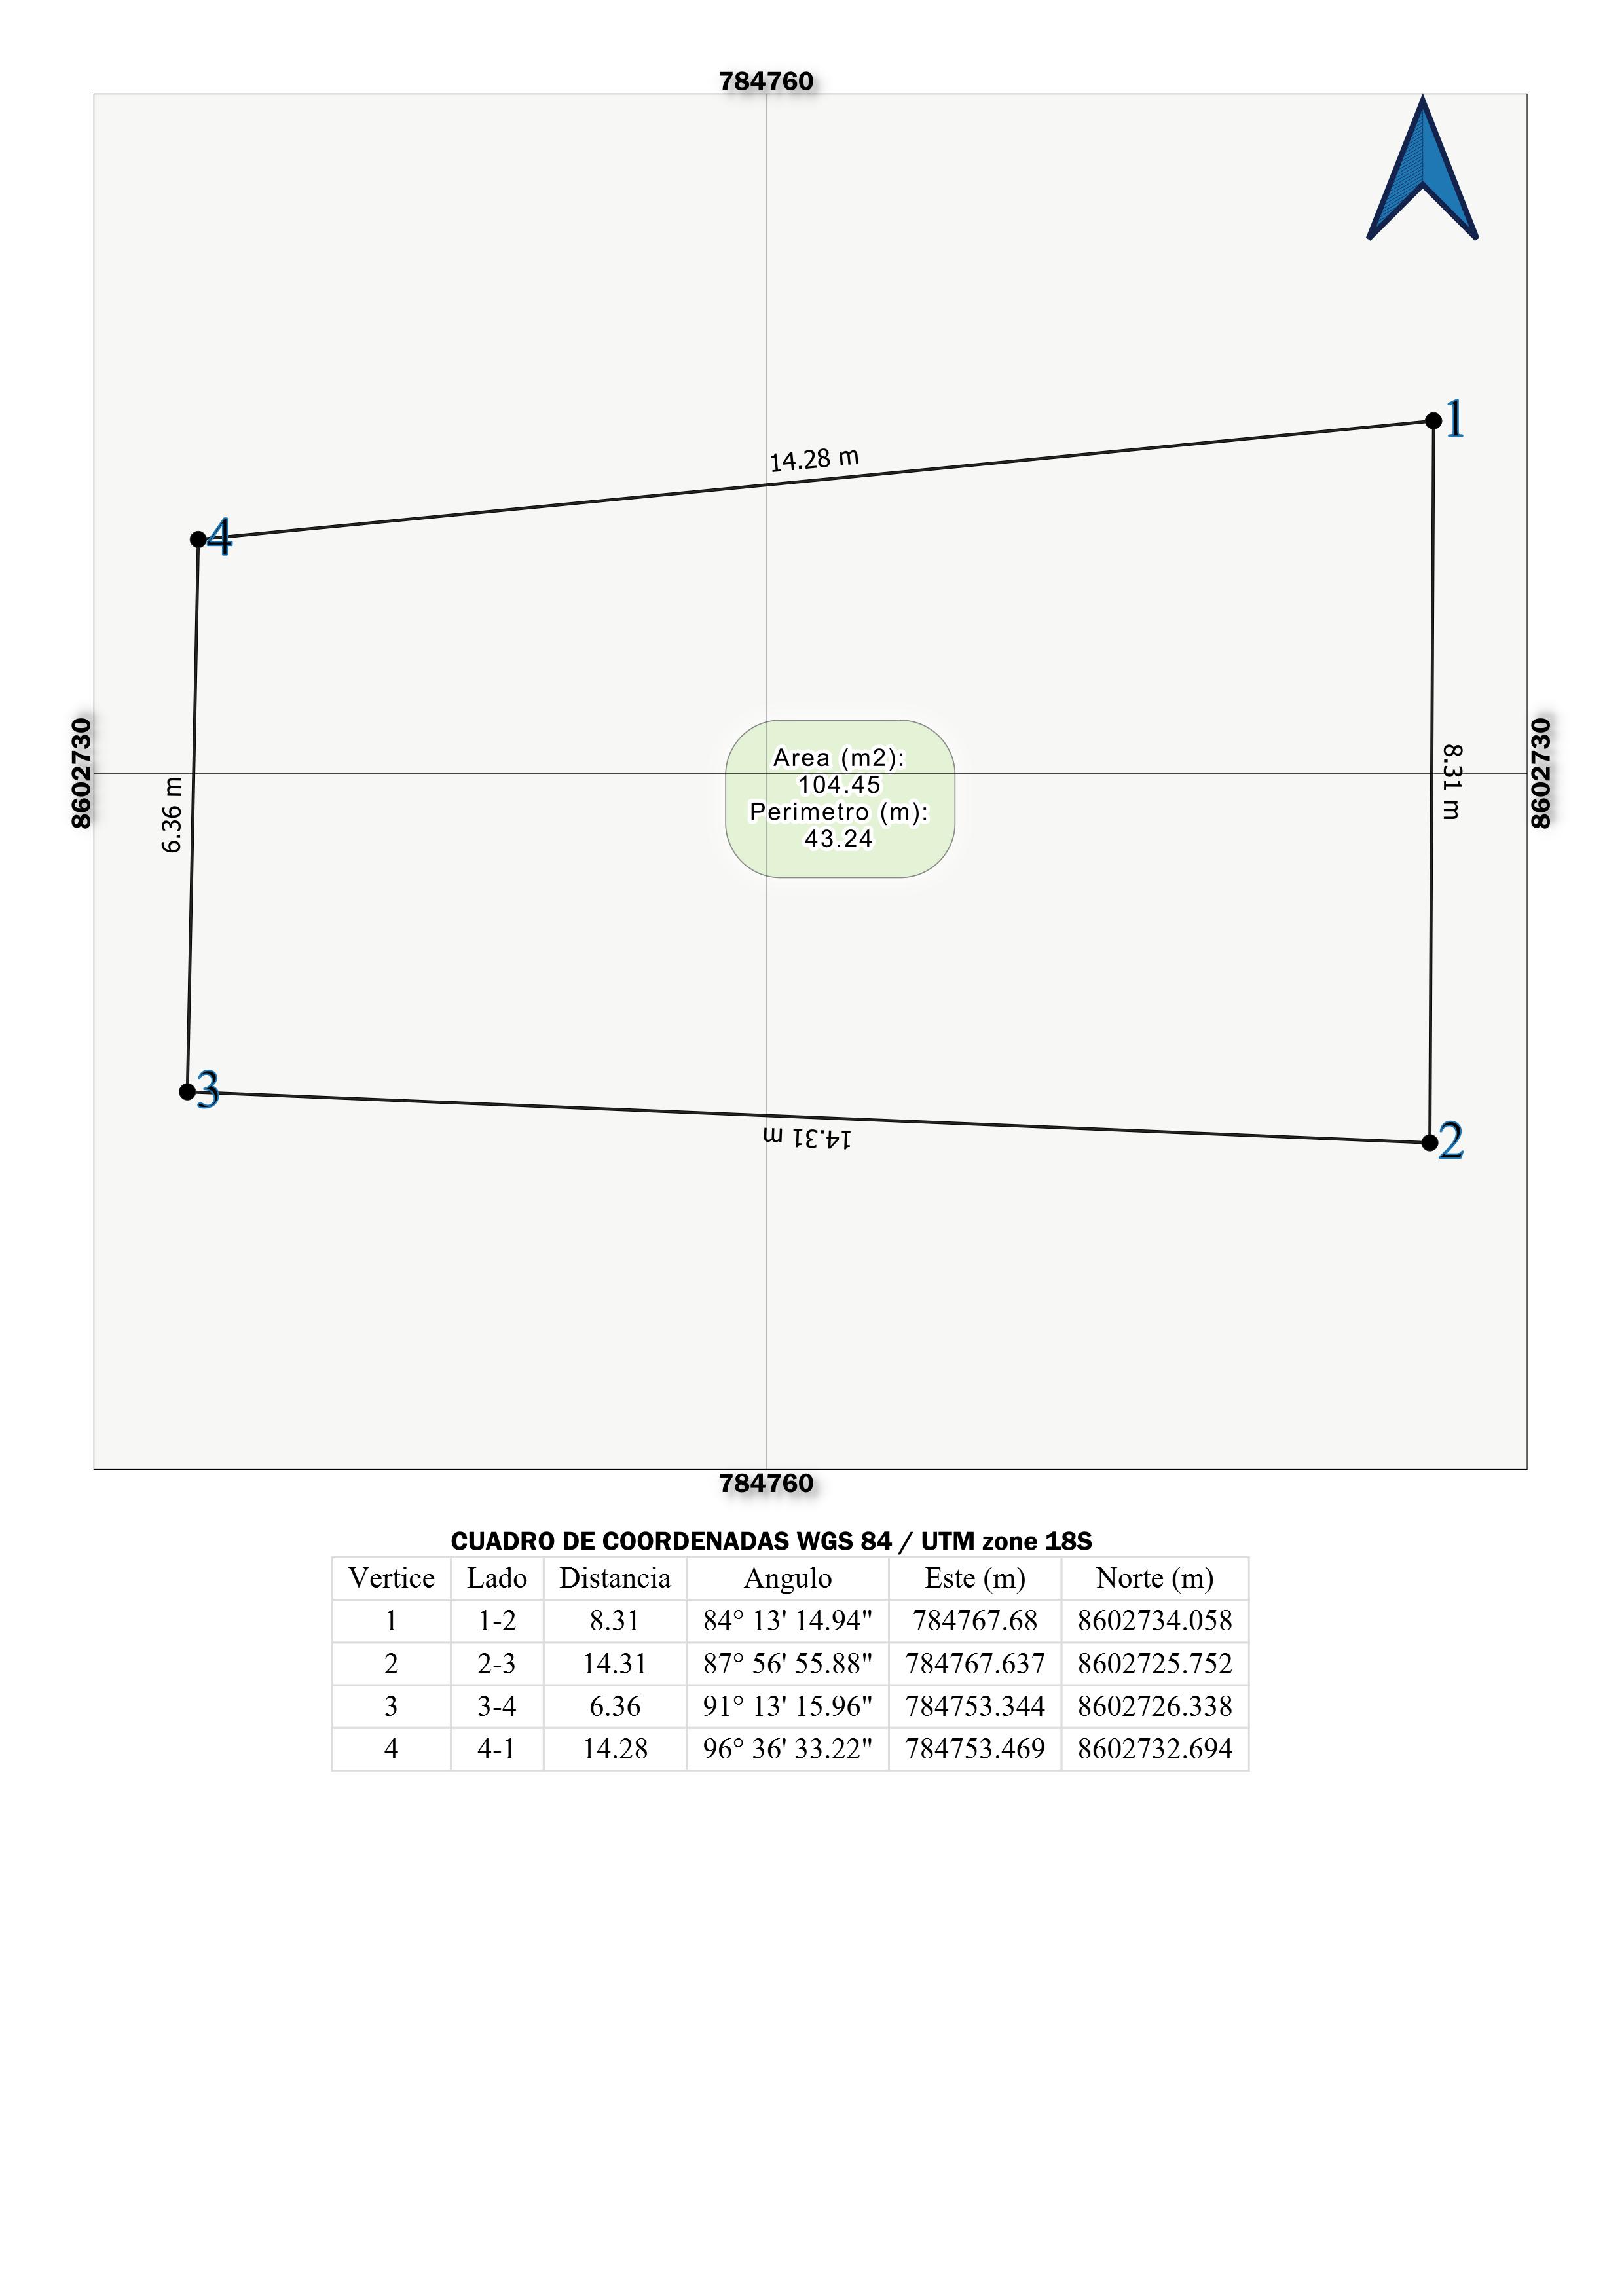 784760
1
14.28 m
4
8602730
6.36 m
Area (m2):
104.45
Perimetro (m):
43.24
8.31 m
8602730
3
14.31 m
2
784760
CUADRO DE COORDENADAS WGS 84 / UTM zone 18S
Vertice Lado Distancia Angulo Este (m) Norte (m)
1 1-2 8.31 84° 13' 14.94" 784767.68 8602734.058
2 2-3 14.31 87° 56' 55.88" 784767.637 8602725.752
3 3-4 6.36 91° 13' 15.96" 784753.344 8602726.338
4 4-1 14.28 96° 36' 33.22" 784753.469 8602732.694